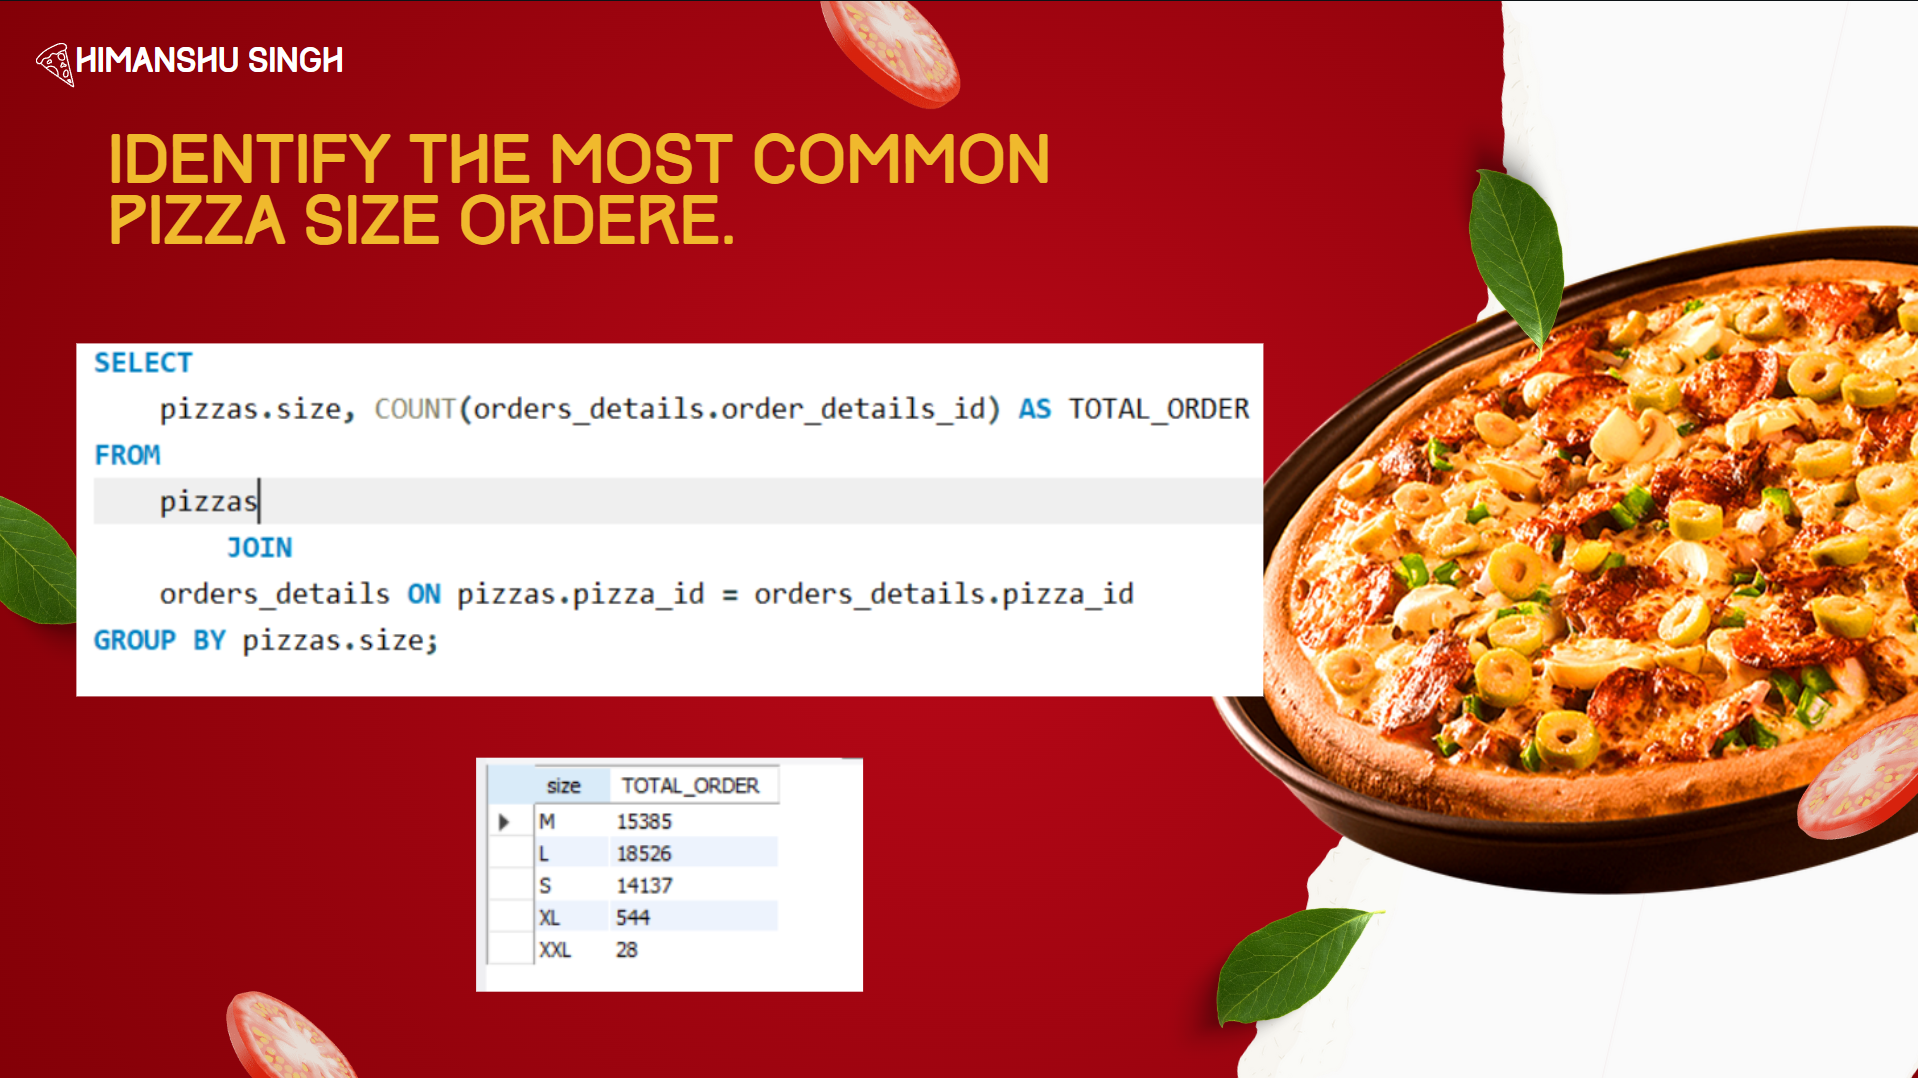 HIMANSHU SINGH
IDENTIFY THE MOST COMMON
PIZZA SIZE ORDERE.
SELECT
pizzas.size, COUNT(orders_details.order_details_id) AS TOTAL_ORDER
FROM
pizzas
JOIN
orders_details ON pizzas.pizza_id = orders_details.pizza_id
GROUP BY pizzas.size;
size TOTAL_ORDER
M 15385
L 18526
S 14137
XL 544
XXL 28